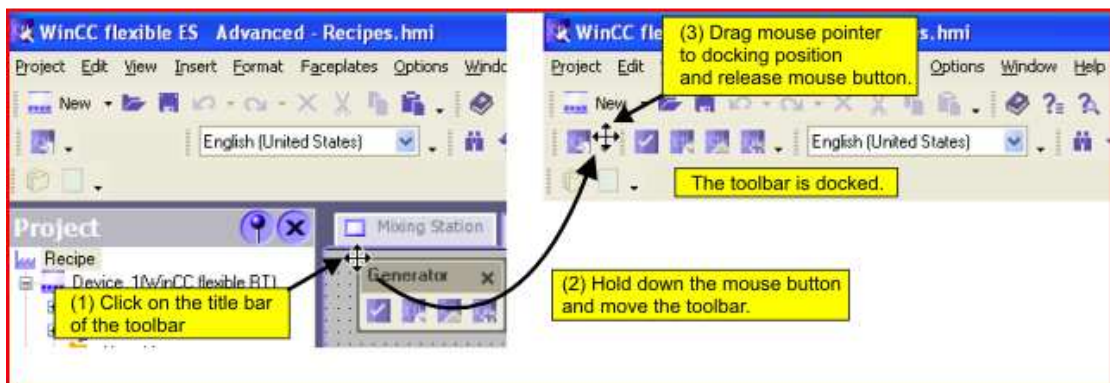 WinCC flexible ES Advanced - Recipes.hmi
Project Edit View Insert Format Faceplates Options
New
English (United States)
Project
Mixing Station
Recipe
Device_1(WinCC flexible RT)
Generator
(1) Click on the title bar
of the toolbar
WinCC fle
s.hmi
(3) Drag mouse pointer
to docking position
and release mouse button.
Project Edit
Options Window Help
New
English (United States)
The toolbar is docked.
(2) Hold down the mouse button
and move the toolbar.